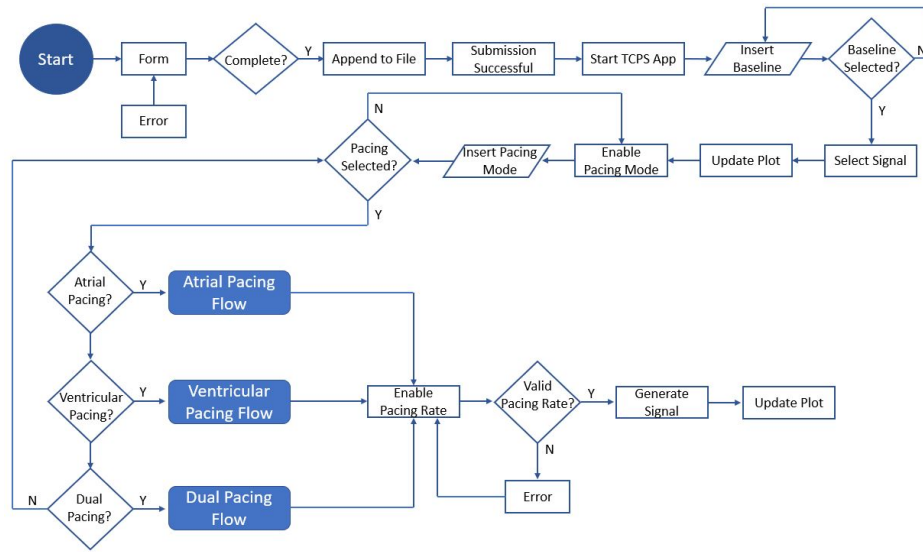 Start
Form
Complete?
Y
Append to File
Submission
Successful
Start TCPS App
Insert
Baseline
Baseline
Selected?
N
Error
Y
N
Pacing
Selected?
Insert Pacing
Mode
Enable
Pacing Mode
Update Plot
Select Signal
Y
Atrial
Pacing?
Y
Atrial Pacing
Flow
Ventricular
Pacing?
Y
Ventricular
Pacing Flow
Enable
Pacing Rate
Valid
Pacing Rate?
Y
Generate
Signal
Update Plot
N
N
Dual
Pacing?
Y
Dual Pacing
Flow
Error